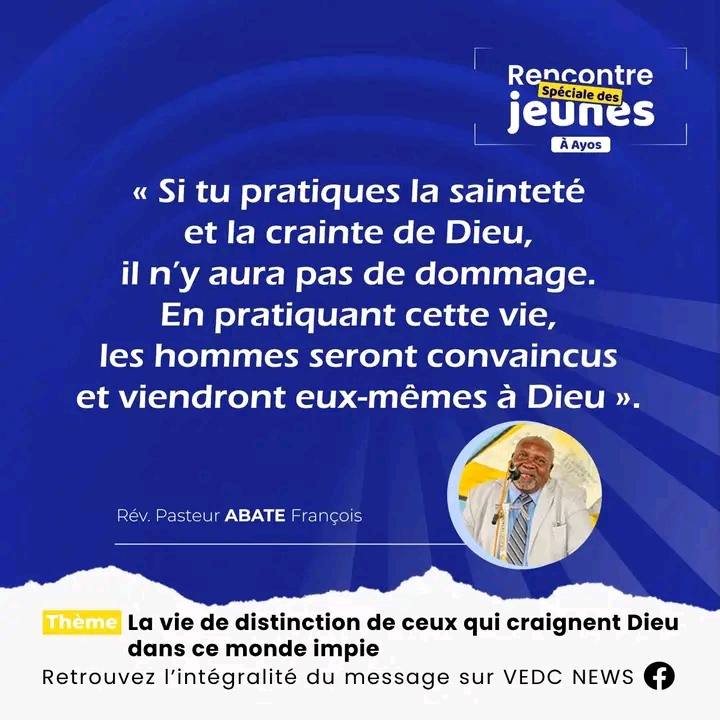 Rencontre
Spéciale des
jeunes
À Ayos
« Si tu pratiques la sainteté
et la crainte de Dieu,
il n’y aura pas de dommage.
En pratiquant cette vie,
les hommes seront convaincus
et viendront eux-mêmes à Dieu ».
Rév. Pasteur ABATE François
Thème La vie de distinction de ceux qui craignent Dieu
dans ce monde impie
Retrouvez l’intégralité du message sur VEDC NEWS